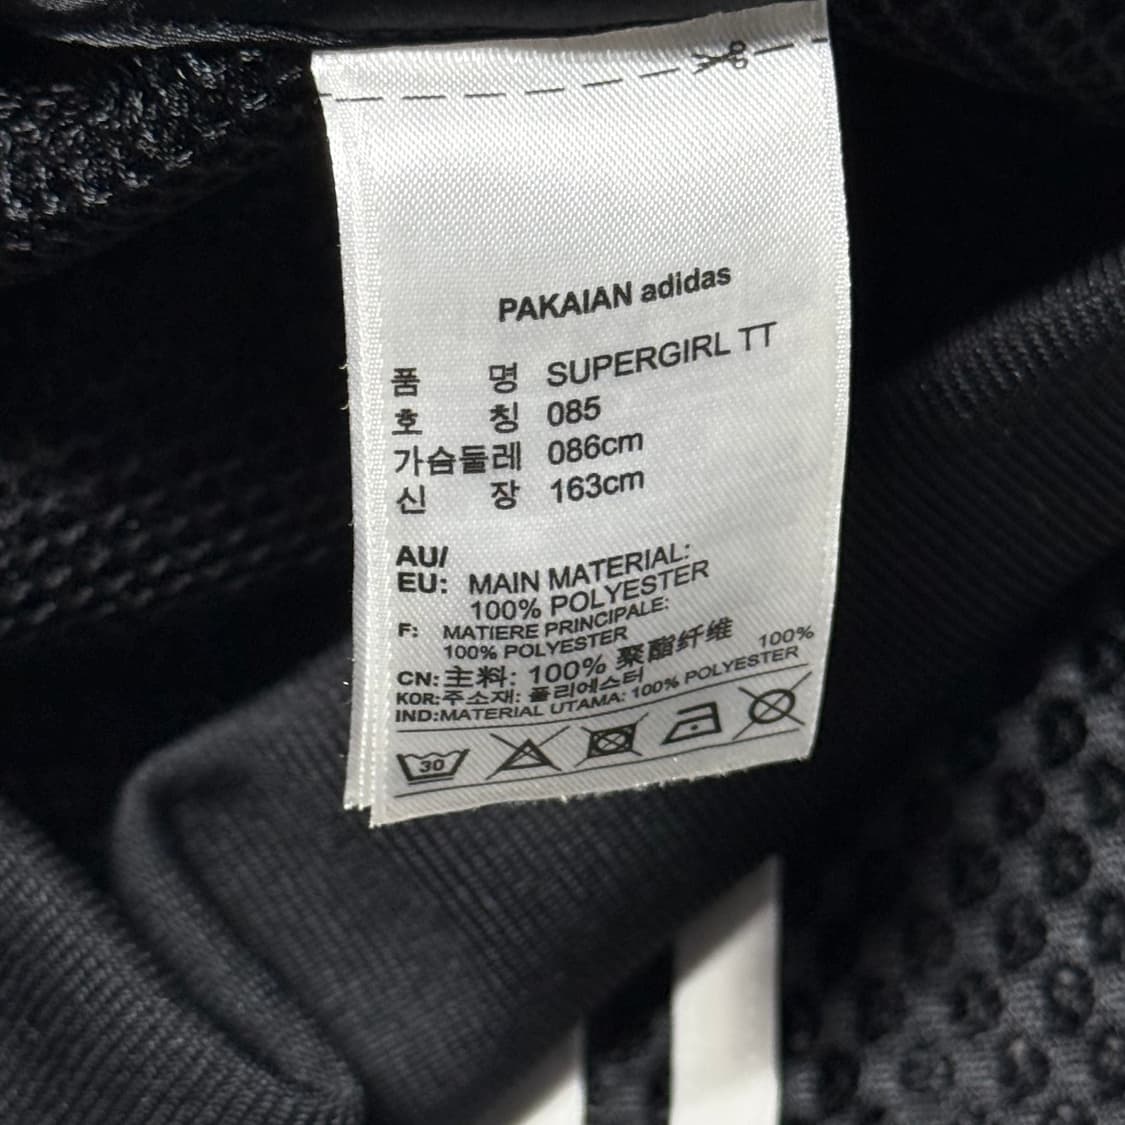 PAKAIAN adidas
품 명 SUPERGIRL TT
호 칭 085
가슴둘레 086cm
신 장 163cm
AU/
EU: MAIN MATERIAL:
100% POLYESTER
F: MATIERE PRINCIPALE:
100% POLYESTER
CN: 主料: 100% 聚酯纤维
KOR:주소재: 폴리에스터 100%
IND:MATERIAL UTAMA: 100% POLYESTER
30